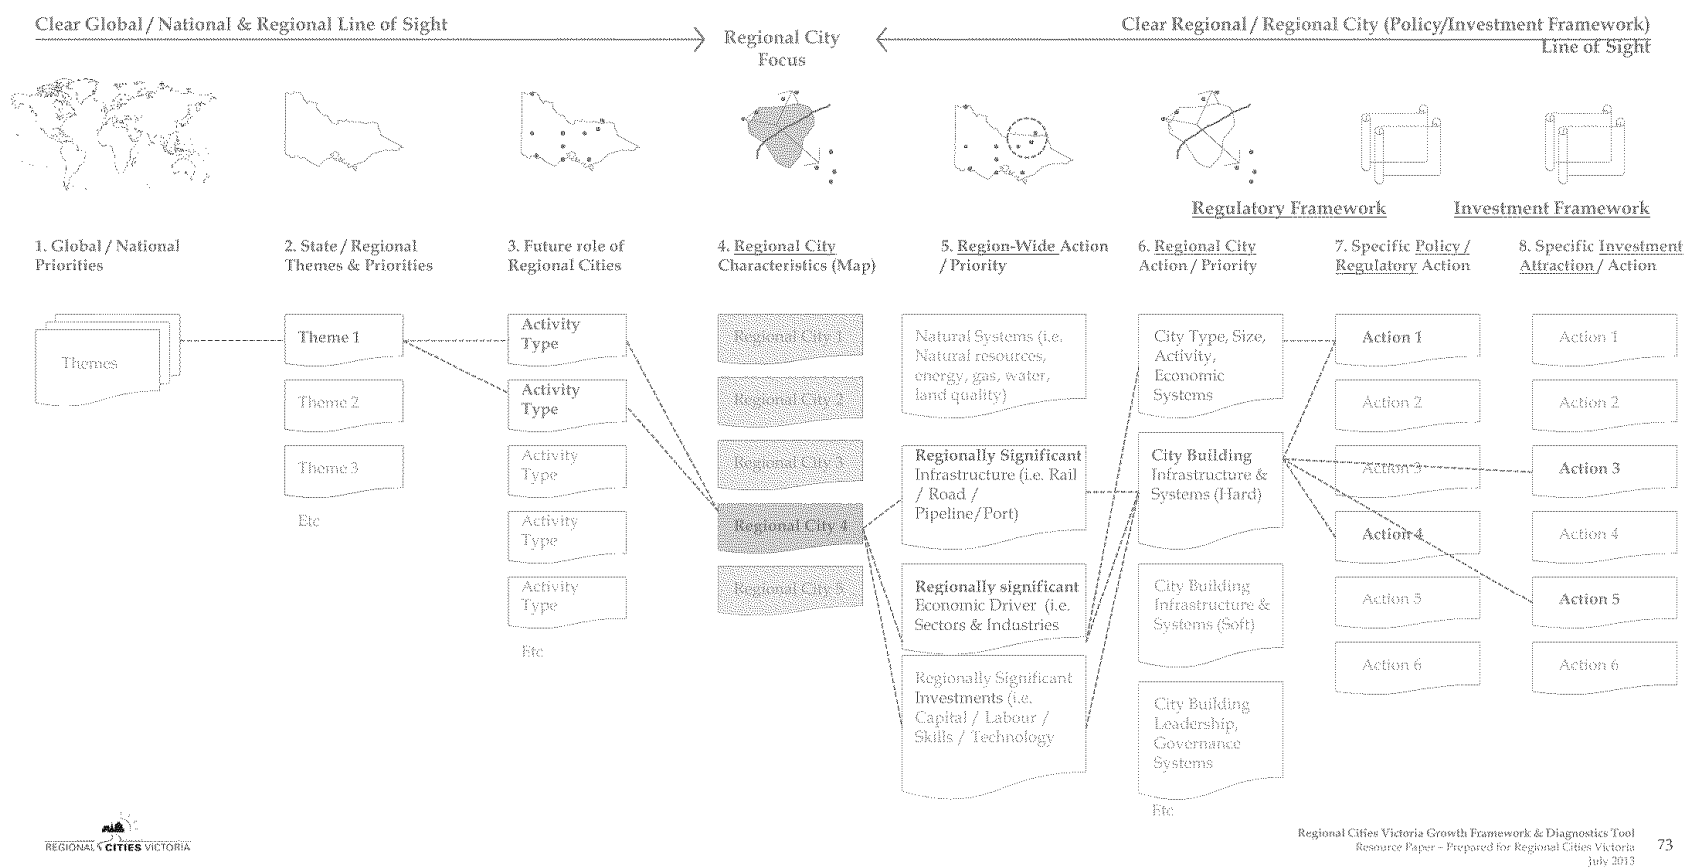 Clear Global / National & Regional Line of Sight
Regional City
Focus
Clear Regional / Regional City (Policy/Investment Framework)
Line of Sight
Regulatory Framework
Investment Framework
1. Global / National
Priorities
2. State / Regional
Themes & Priorities
3. Future role of
Regional Cities
4. Regional City
Characteristics (Map)
5. Region-Wide Action
/ Priority
6. Regional City
Action / Priority
7. Specific Policy /
Regulatory Action
8. Specific Investment
Attraction / Action
Themes
Theme 1
Theme 2
Theme 3
Etc
Activity
Type
Activity
Type
Activity
Type
Activity
Type
Activity
Type
Etc
Regional City 1
Regional City 2
Regional City 3
Regional City 4
Regional City 5
Natural Systems (i.e.
Natural resources,
energy, gas, water,
land quality)
Regionally Significant
Infrastructure (i.e. Rail
/ Road /
Pipeline/Port)
Regionally significant
Economic Driver (i.e.
Sectors & Industries
Regionally Significant
Investments (i.e.
Capital / Labour /
Skills / Technology
City Type, Size,
Activity,
Economic
Systems
City Building
Infrastructure &
Systems (Hard)
City Building
Infrastructure &
Systems (Soft)
City Building
Leadership,
Governance
Systems
Etc
Action 1
Action 2
Action 3
Action 4
Action 5
Action 6
Action 1
Action 2
Action 3
Action 4
Action 5
Action 6
REGIONAL CITIES VICTORIA
Regional Cities Victoria Growth Framework & Diagnostics Tool
Resource Paper – Prepared for Regional Cities Victoria
July 2013
73